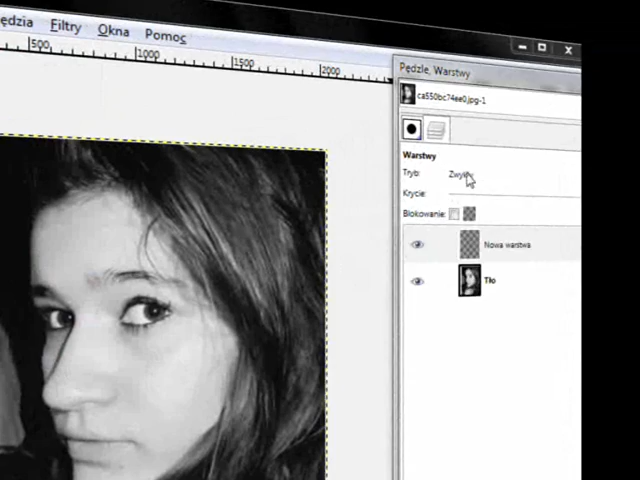 ędzia Filtry Okna Pomoc
500 1000 1500 2000
Pędzle, Warstwy
ca550bc74ee0.jpg-1
Warstwy
Tryb: Zwykły
Krycie:
Blokowanie:
Nowa warstwa
Tło